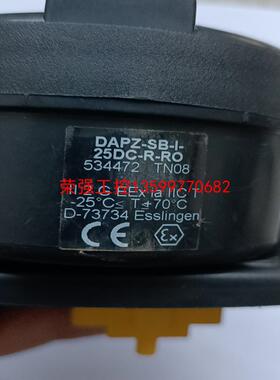 DAPZ-SB-I-
25DC-R-RO
534472 TN08
荣强工控13599770682
-25°C≤ T≤+70°C
D-73734 Esslingen
CE Ex